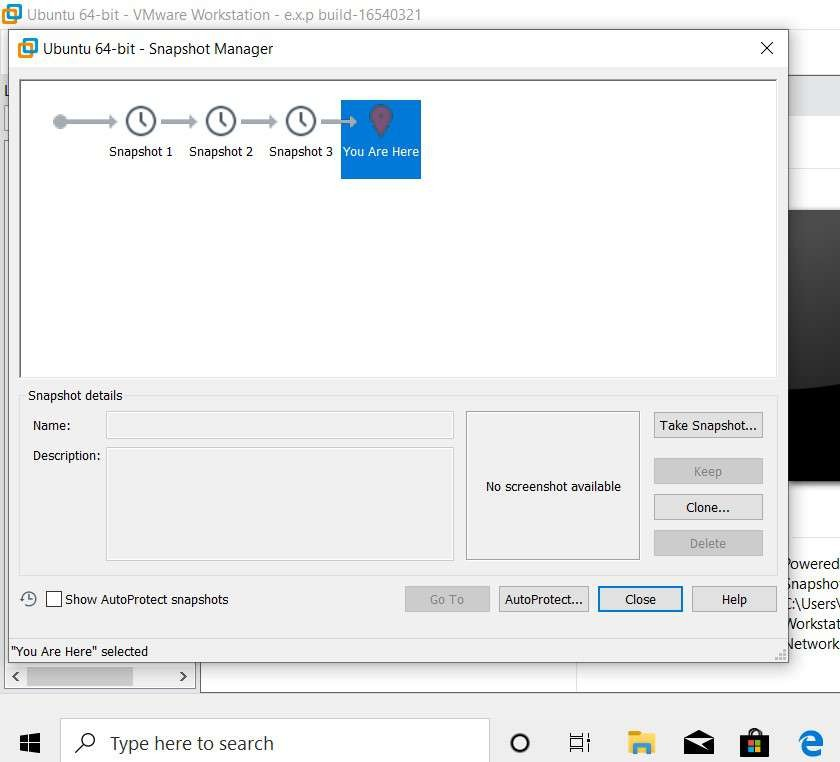 Ubuntu 64-bit - VMware Workstation - e.x.p build-16540321
Ubuntu 64-bit - Snapshot Manager
Snapshot 1
Snapshot 2
Snapshot 3
You Are Here
Snapshot details
Name:
Description:
No screenshot available
Take Snapshot...
Keep
Clone...
Delete
Show AutoProtect snapshots
Go To
AutoProtect...
Close
Help
"You Are Here" selected
Powered
Snapsho
C:\Users\
Workstat
Network
Type here to search